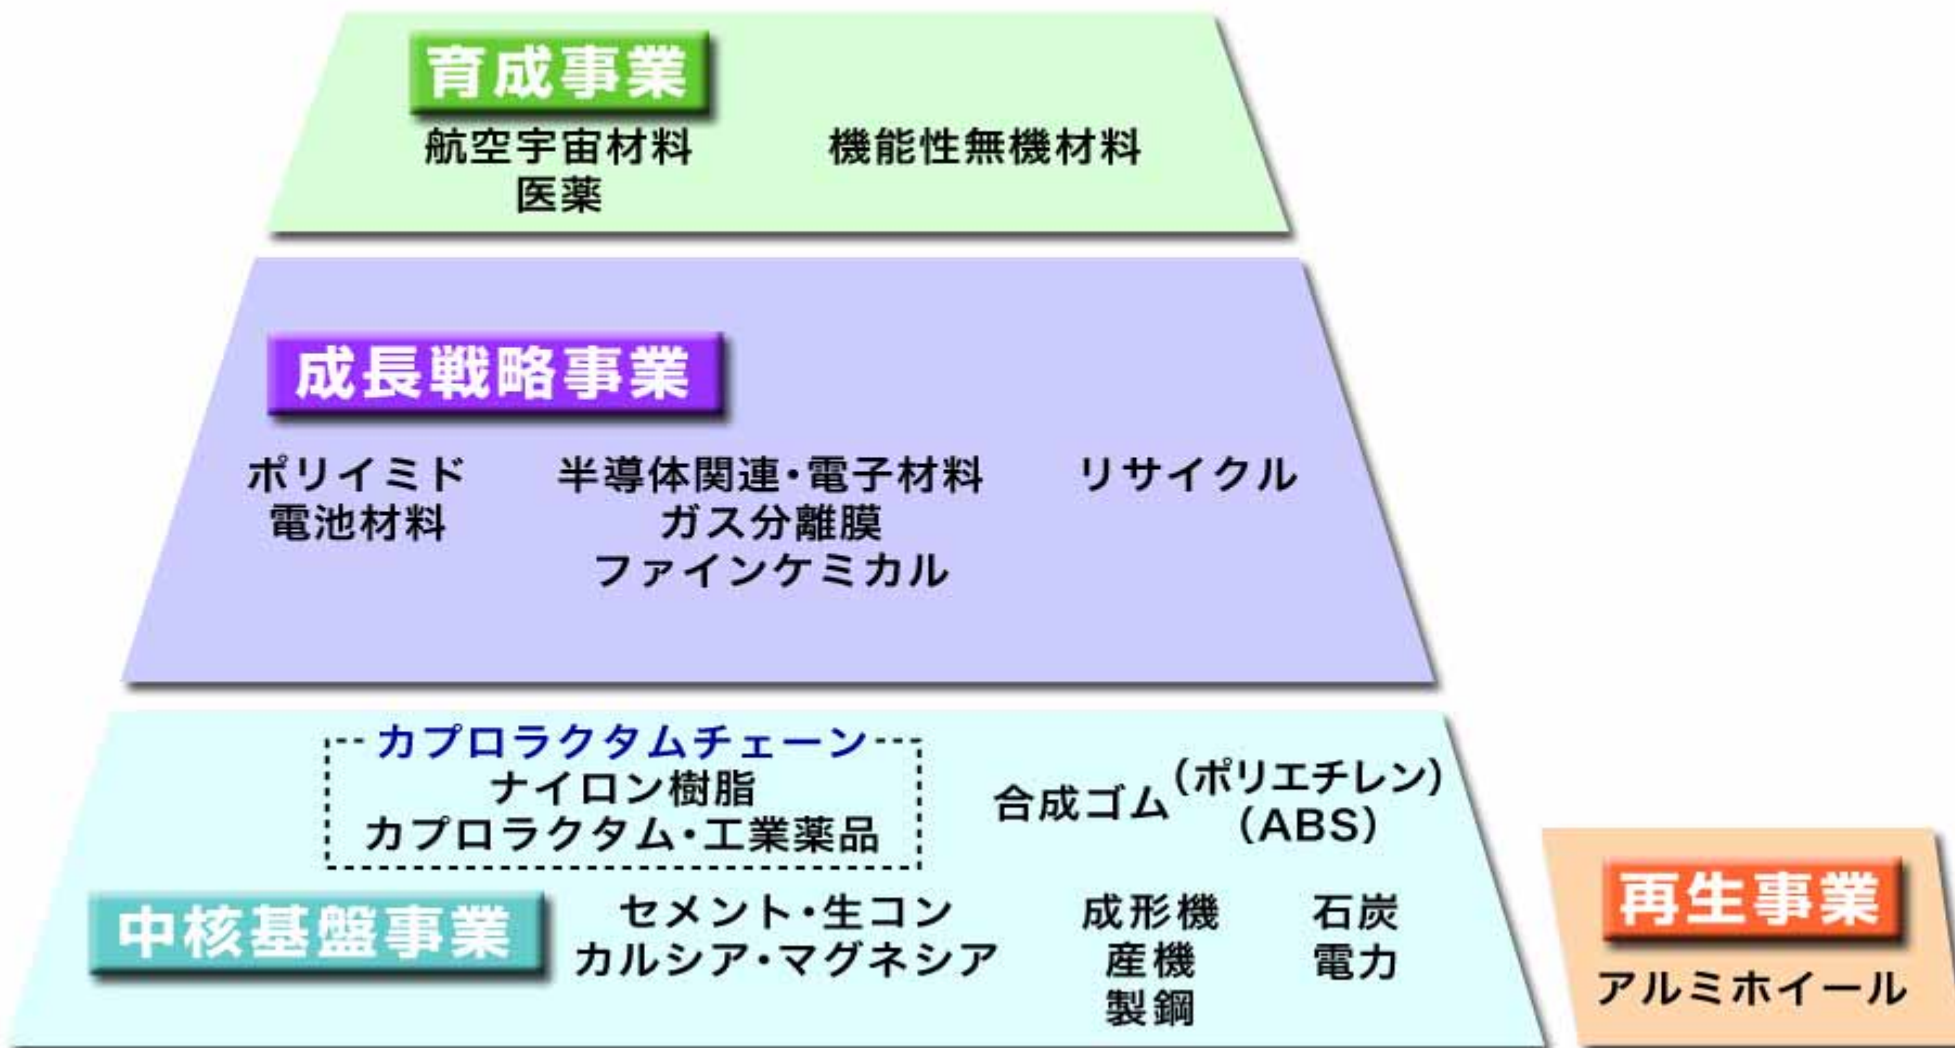 育成事業
航空宇宙材料 機能性無機材料
医薬
成長戦略事業
ポリイミド 半導体関連・電子材料 リサイクル
電池材料 ガス分離膜
ファインケミカル
カプロラクタムチェーン
ナイロン樹脂
カプロラクタム・工業薬品
合成ゴム（ポリエチレン）
（ABS）
中核基盤事業
セメント・生コン 成形機 石炭
カルシア・マグネシア 産機 電力
製鋼
再生事業
アルミホイール